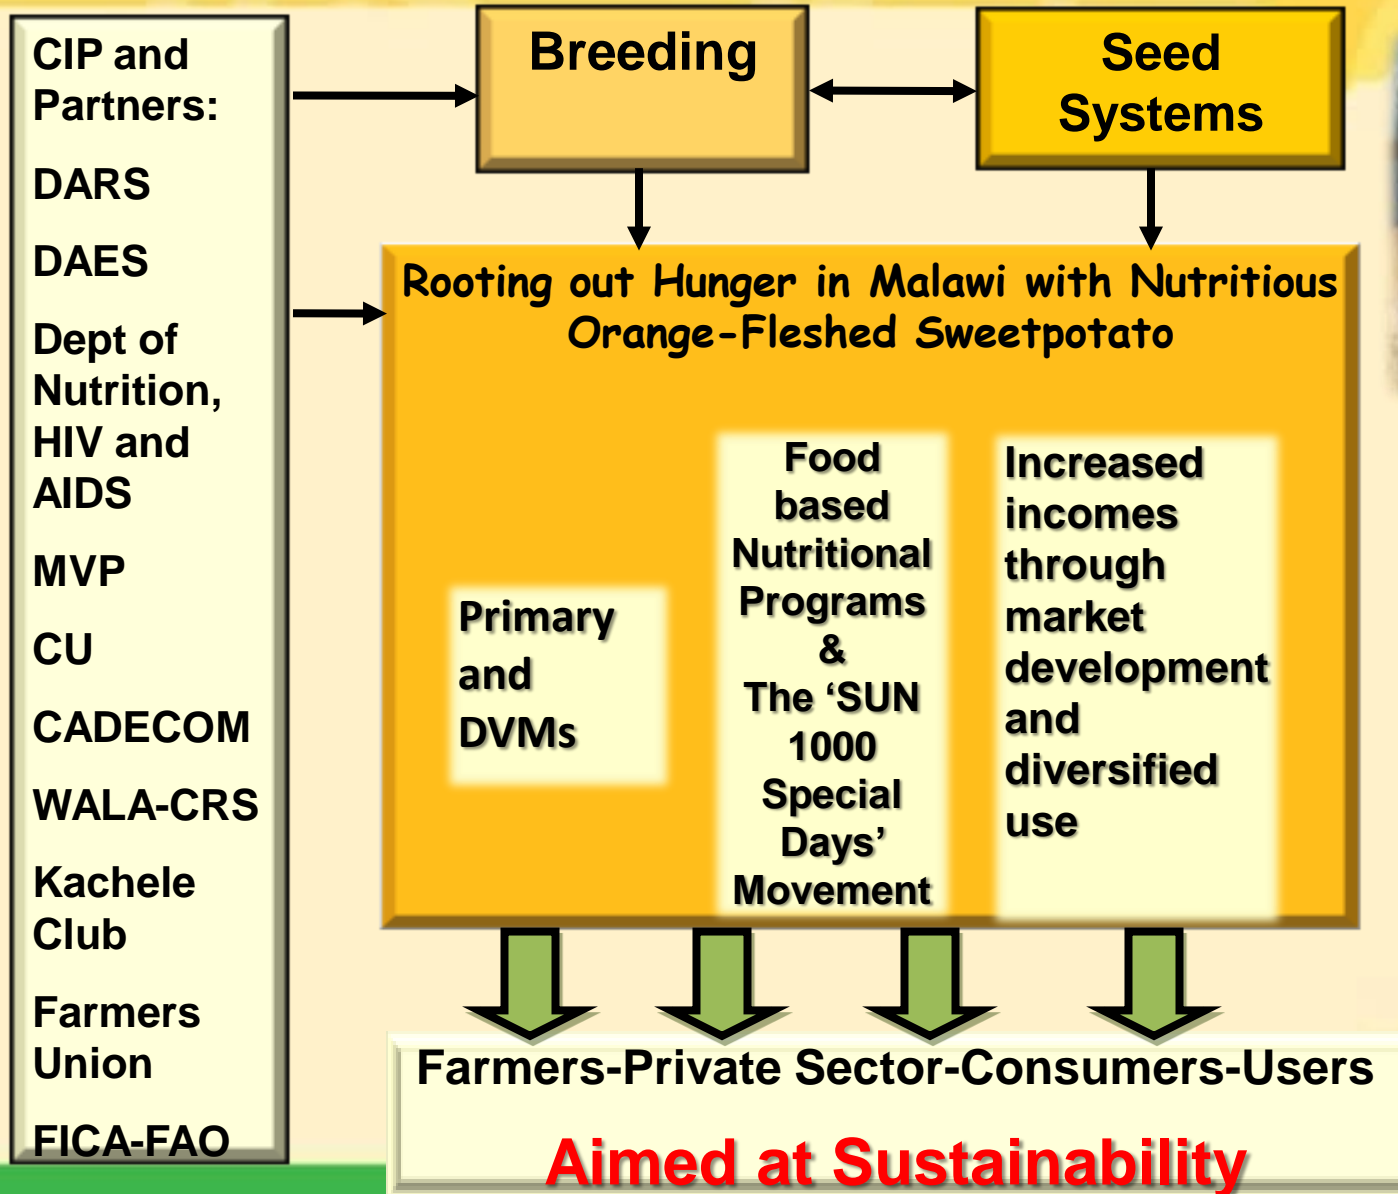 CIP and
Partners:
DARS
DAES
Dept of
Nutrition,
HIV and
AIDS
MVP
CU
CADECOM
WALA-CRS
Kachele
Club
Farmers
Union
FICA-FAO
Breeding
Seed
Systems
Rooting out Hunger in Malawi with Nutritious
Orange-Fleshed Sweetpotato
Primary
and
DVMs
Food
based
Nutritional
Programs
&
The ‘SUN
1000
Special
Days’
Movement
Increased
incomes
through
market
development
and
diversified
use
Farmers-Private Sector-Consumers-Users
Aimed at Sustainability